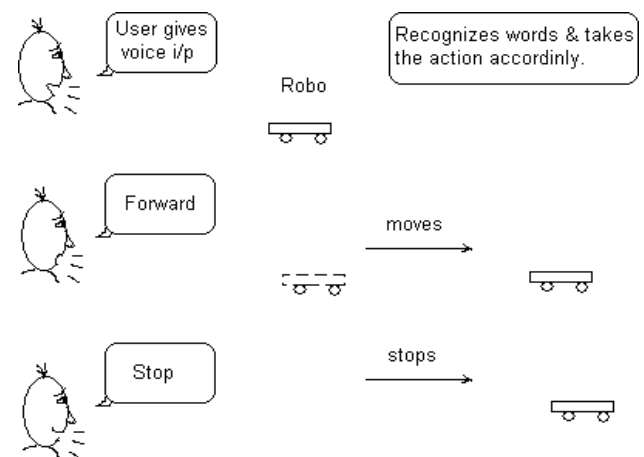 User gives
voice i/p
Recognizes words & takes
the action accordinly.
Robo
Forward
moves
Stop
stops